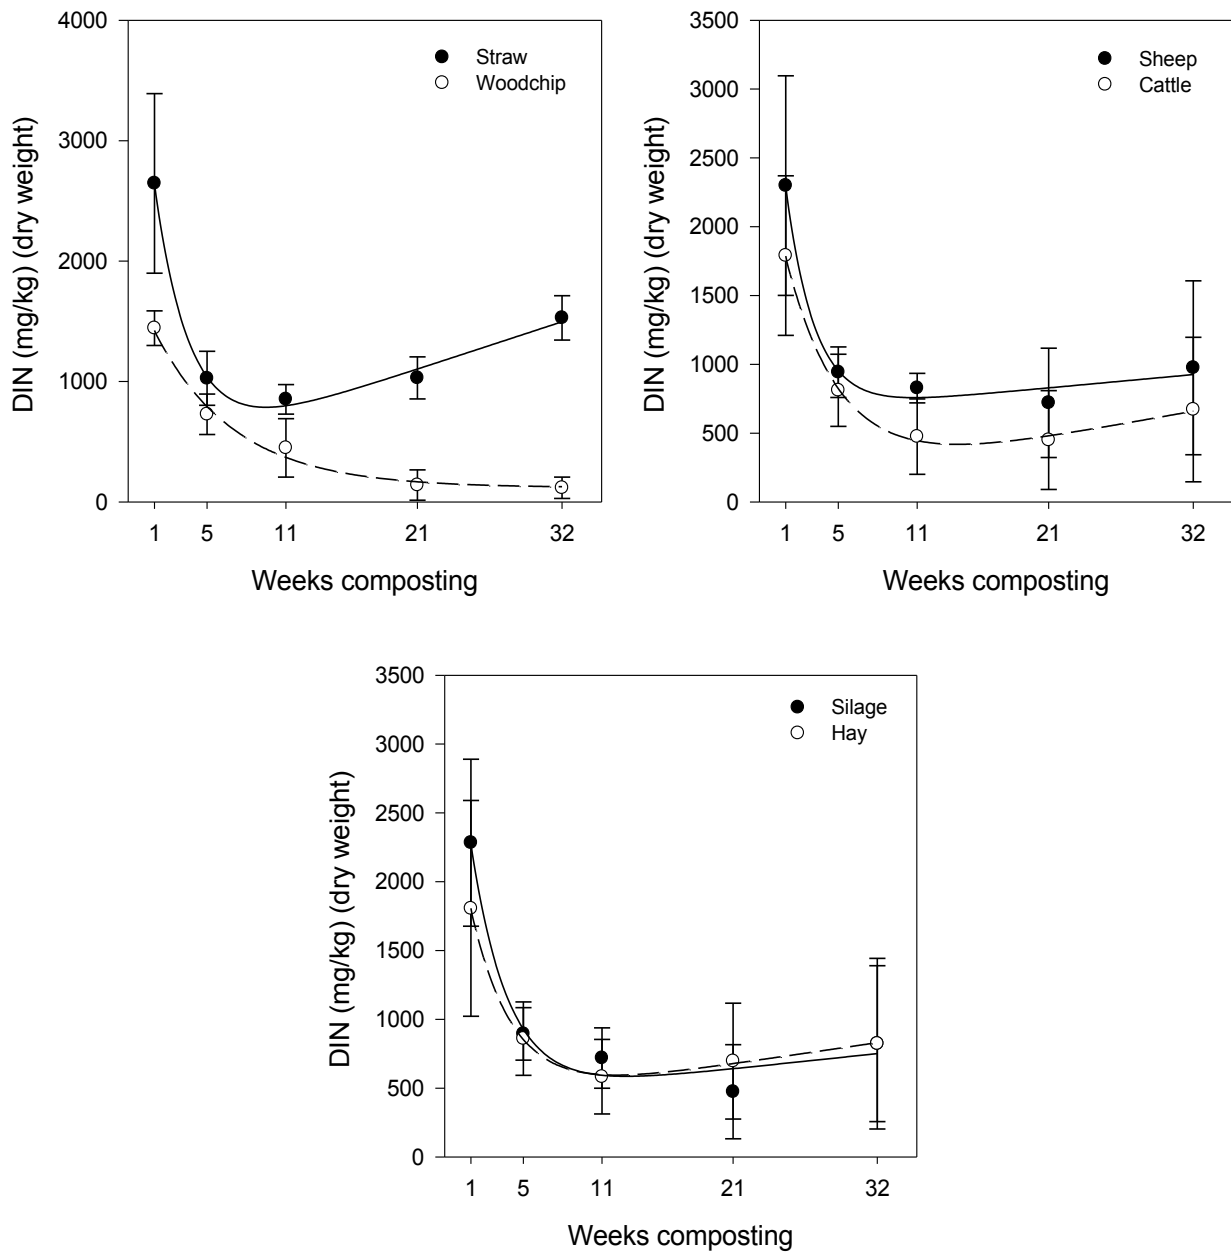 4000
3000
2000
1000
0
DIN (mg/kg) (dry weight)
Straw
Woodchip
1 5 11 21 32
Weeks composting
3500
3000
2500
2000
1500
1000
500
0
DIN (mg/kg) (dry weight)
Sheep
Cattle
1 5 11 21 32
Weeks composting
3500
3000
2500
2000
1500
1000
500
0
DIN (mg/kg) (dry weight)
Silage
Hay
1 5 11 21 32
Weeks composting